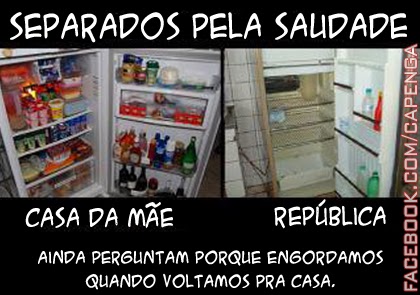 SEPARADOS PELA SAUDADE
CASA DA MÃE
REPÚBLICA
AINDA PERGUNTAM PORQUE ENGORDAMOS
QUANDO VOLTAMOS PRA CASA.
FACEBOOK.COM/CAPENGA